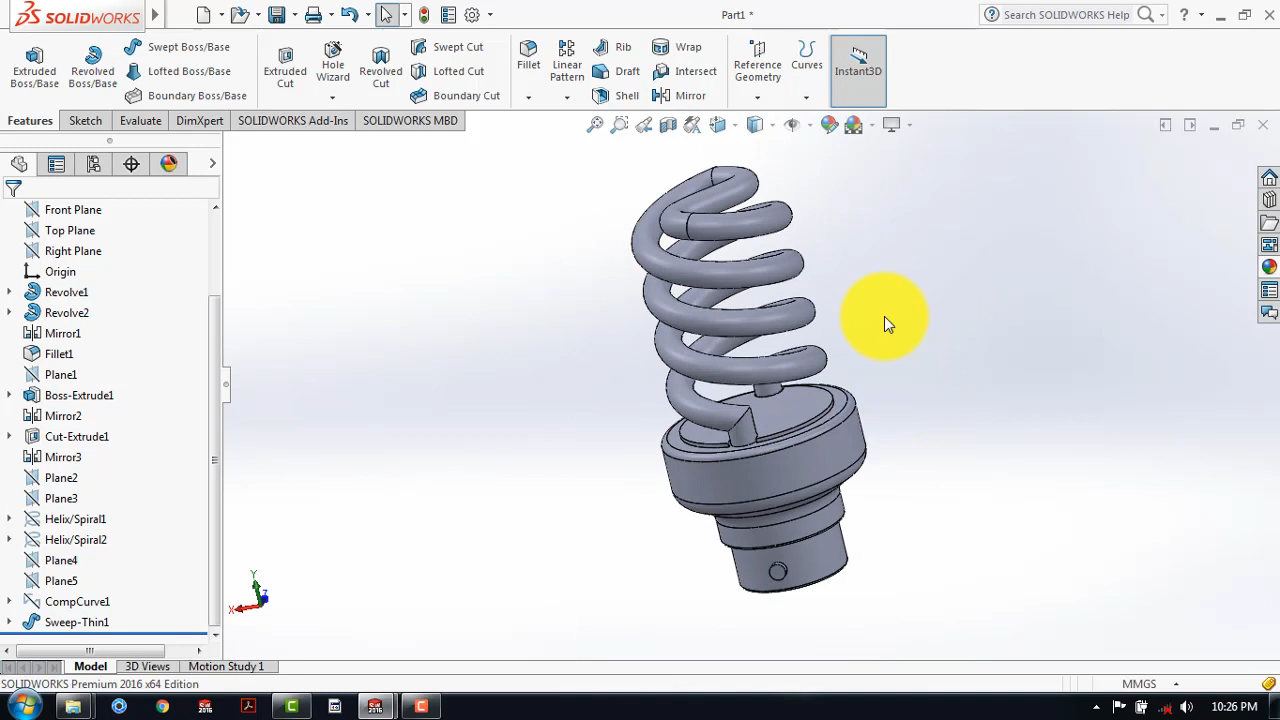 SOLIDWORKS
Part1 *
Search SOLIDWORKS Help
?
Extruded Boss/Base
Revolved Boss/Base
Swept Boss/Base
Lofted Boss/Base
Boundary Boss/Base
Extruded Cut
Hole Wizard
Revolved Cut
Swept Cut
Lofted Cut
Boundary Cut
Fillet
Linear Pattern
Rib
Draft
Shell
Wrap
Intersect
Mirror
Reference Geometry
Curves
Instant3D
Features Sketch Evaluate DimXpert SOLIDWORKS Add-Ins SOLIDWORKS MBD
Front Plane
Top Plane
Right Plane
Origin
Revolve1
Revolve2
Mirror1
Fillet1
Plane1
Boss-Extrude1
Mirror2
Cut-Extrude1
Mirror3
Plane2
Plane3
Helix/Spiral1
Helix/Spiral2
Plane4
Plane5
CompCurve1
Sweep-Thin1
Y
X
Z
Model 3D Views Motion Study 1
SOLIDWORKS Premium 2016 x64 Edition
MMGS
10:26 PM